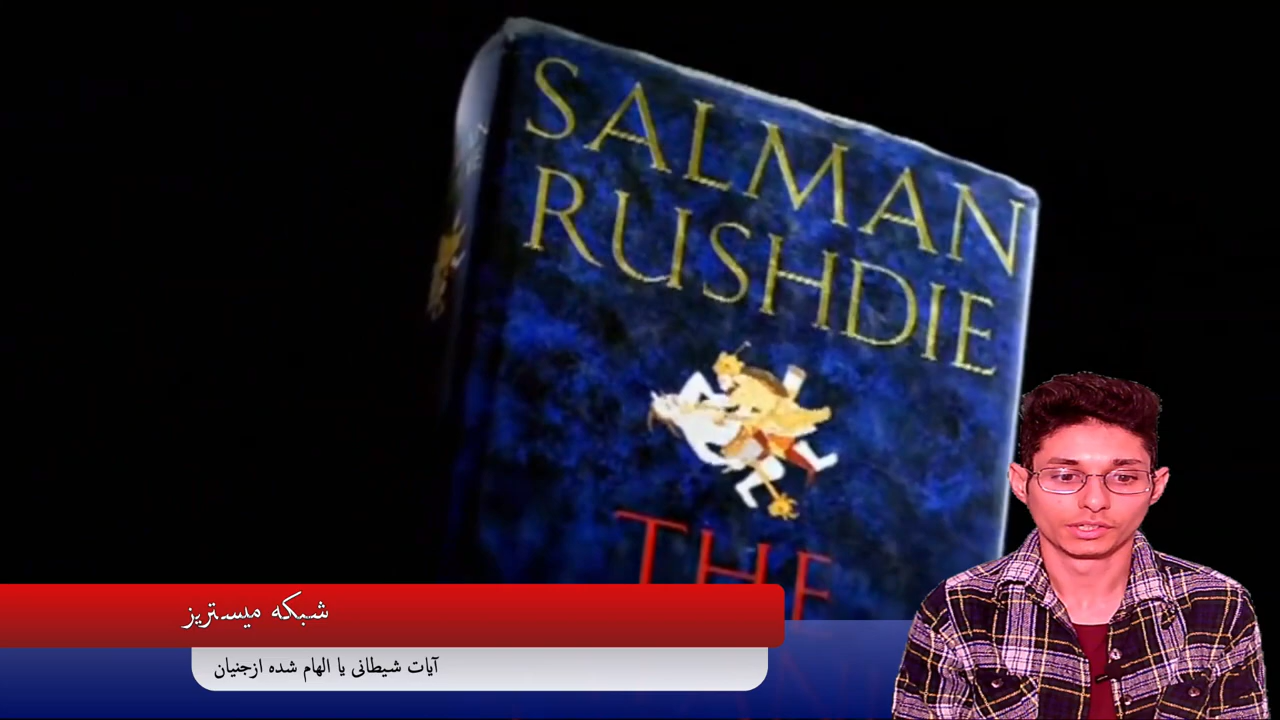 SALMAN
RUSHDIE
THE
شبکه میستریز
آیات شیطانی یا الهام شده ازجنیان